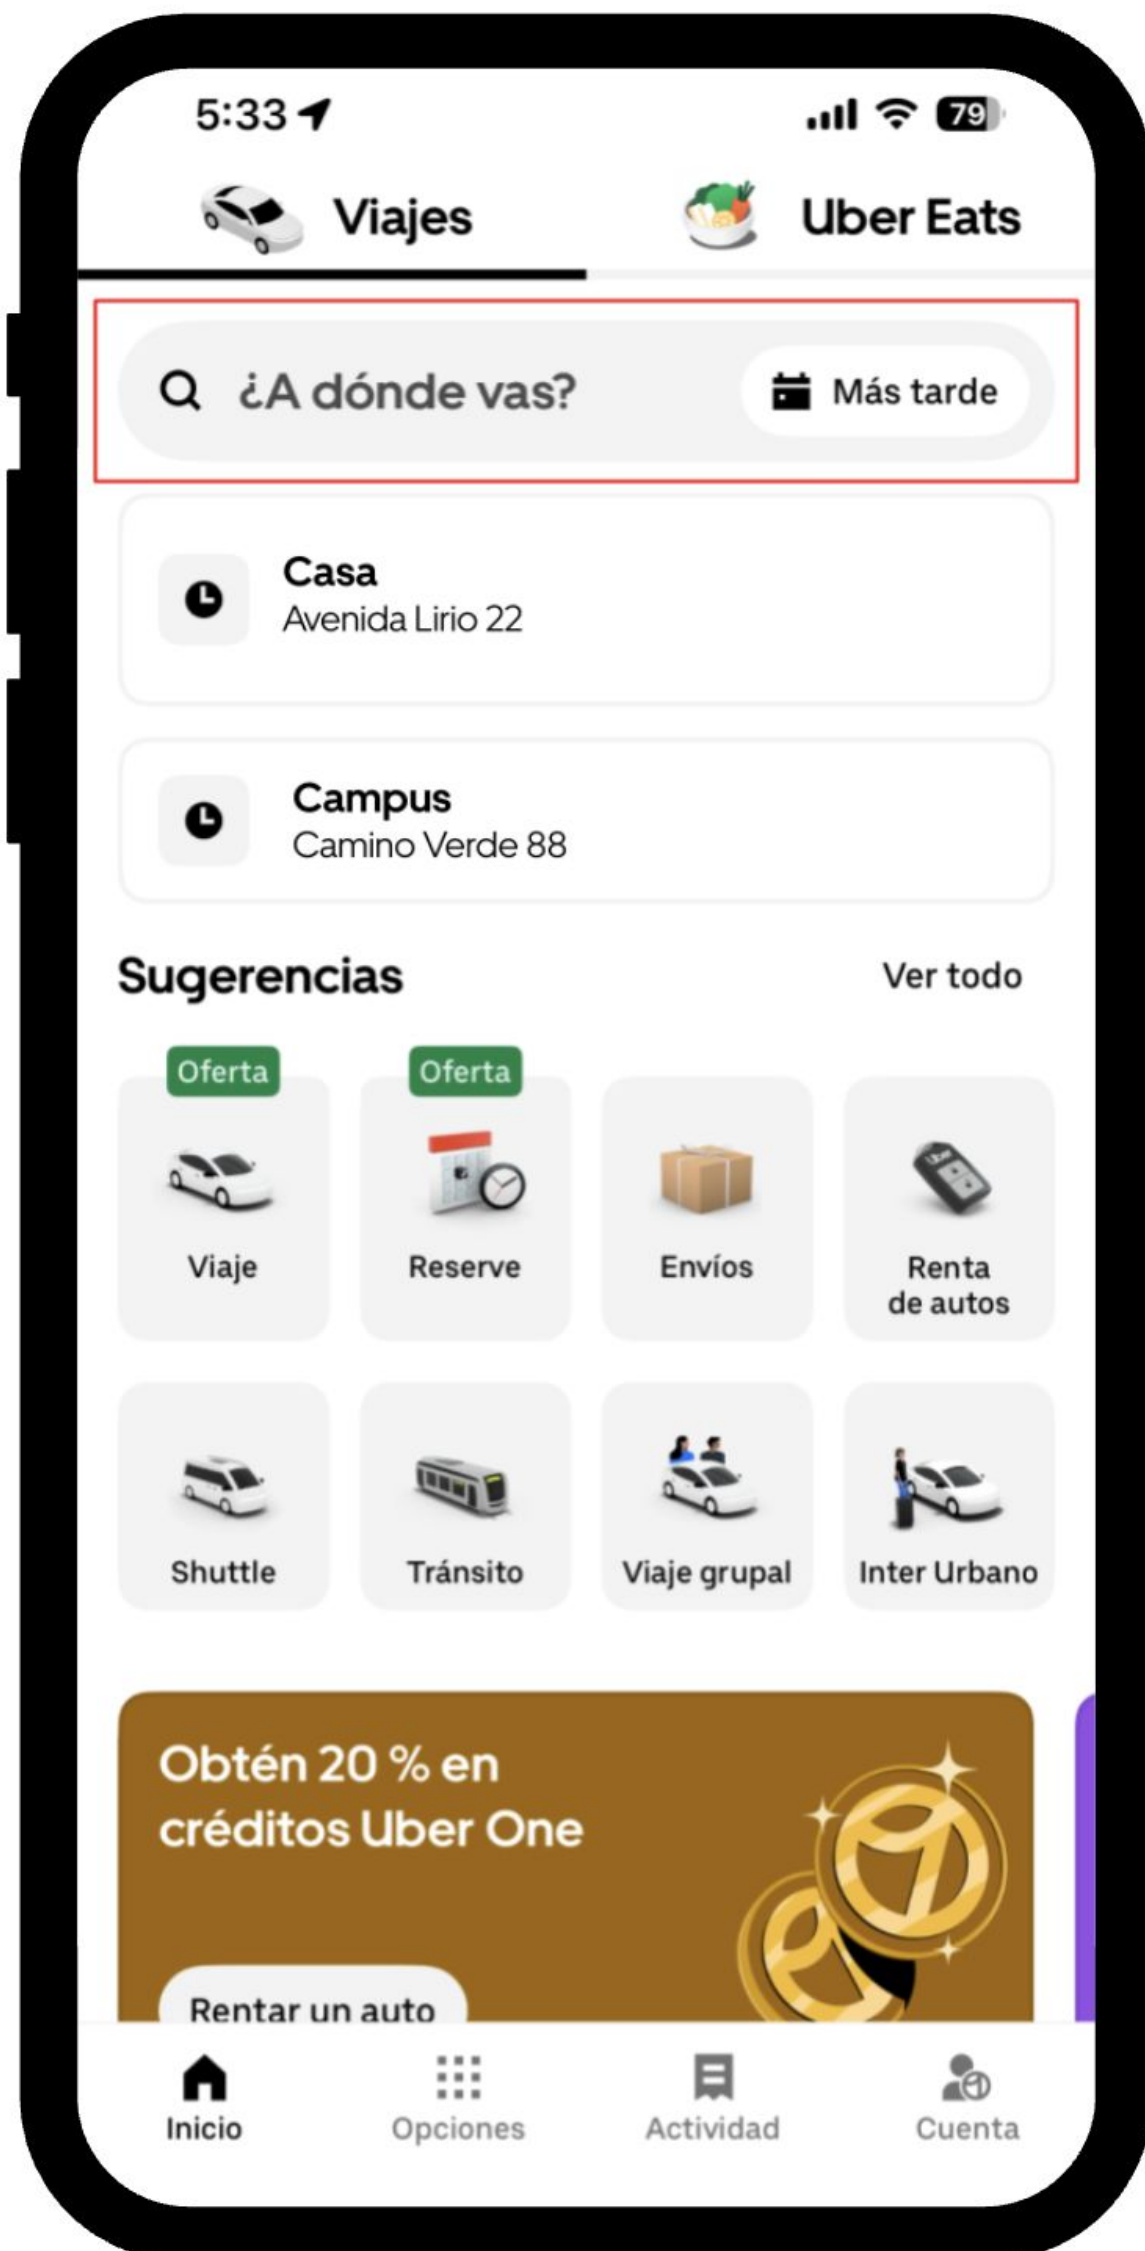 5:33
79
Viajes
Uber Eats
¿A dónde vas?
Más tarde
Casa
Avenida Lirio 22
Campus
Camino Verde 88
Sugerencias
Ver todo
Oferta
Oferta
Uber
Viaje
Reserve
Envíos
Renta
de autos
Shuttle
Tránsito
Viaje grupal
Inter Urbano
Obtén 20 % en
créditos Uber One
Rentar un auto
Inicio
Opciones
Actividad
Cuenta